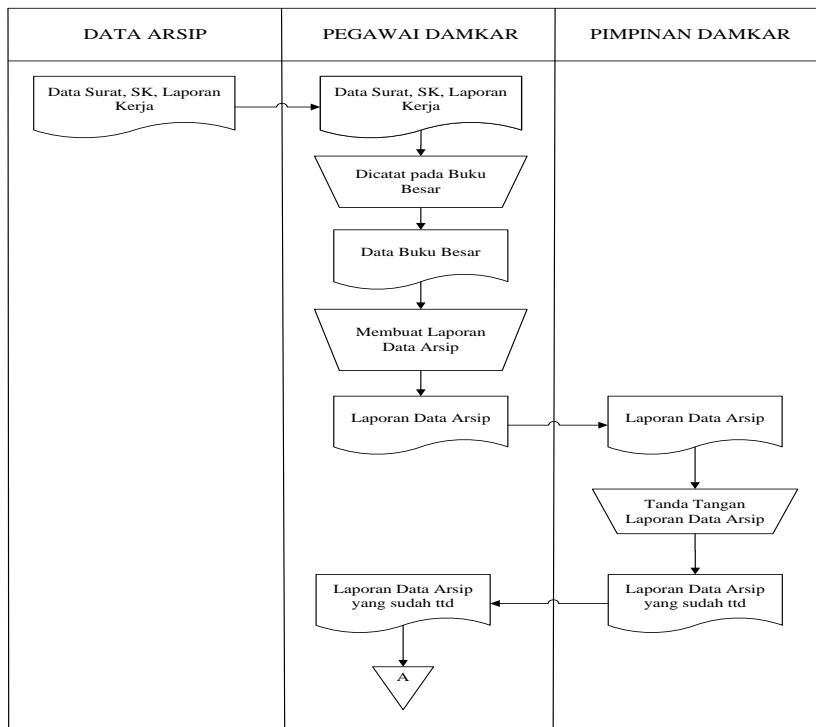 DATA ARSIP
PEGAWAI DAMKAR
PIMPINAN DAMKAR
Data Surat, SK, Laporan
Kerja
Data Surat, SK, Laporan
Kerja
Dicatat pada Buku
Besar
Data Buku Besar
Membuat Laporan
Data Arsip
Laporan Data Arsip
Laporan Data Arsip
Tanda Tangan
Laporan Data Arsip
Laporan Data Arsip
yang sudah ttd
Laporan Data Arsip
yang sudah ttd
A